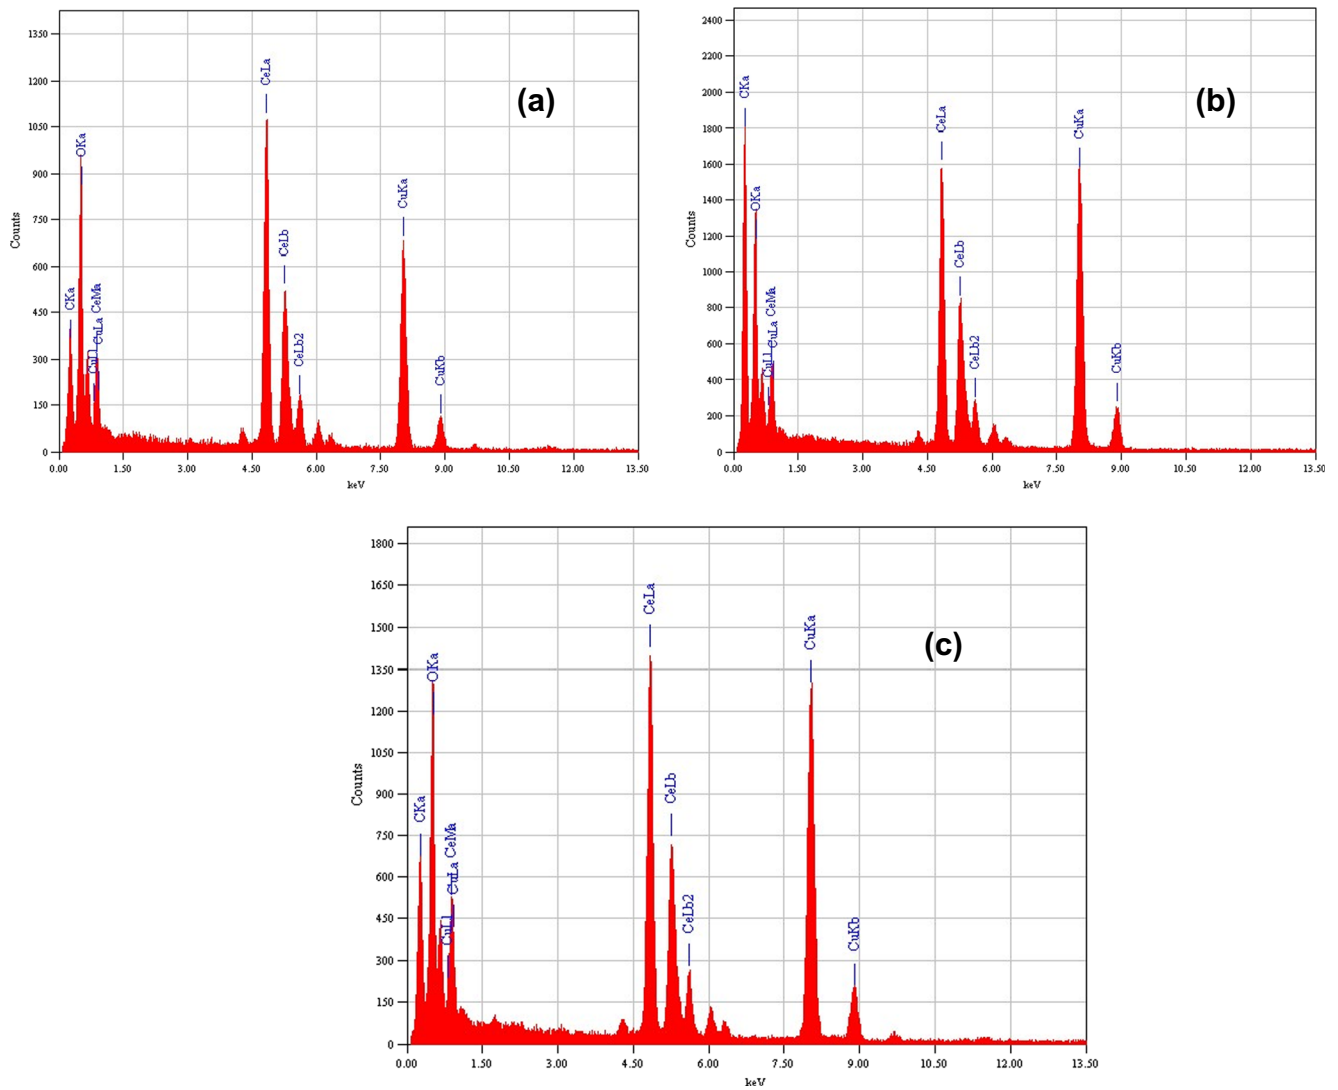 (a)
Counts
1350
1200
1050
900
750
600
450
300
150
0
CKa
OKa
CuLl
CuLa
CeMa
CeLa
CeLb
CeLb2
CuKa
CuKb
0.00 1.50 3.00 4.50 6.00 7.50 9.00 10.50 12.00 13.50
keV
(b)
Counts
2400
2200
2000
1800
1600
1400
1200
1000
800
600
400
200
0
CKa
OKa
CuLl
CuLa
CeMa
CeLa
CeLb
CeLb2
CuKa
CuKb
0.00 1.50 3.00 4.50 6.00 7.50 9.00 10.50 12.00 13.50
keV
(c)
Counts
1800
1650
1500
1350
1200
1050
900
750
600
450
300
150
0
CKa
OKa
CuLl
CuLa
CeMa
CeLa
CeLb
CeLb2
CuKa
CuKb
0.00 1.50 3.00 4.50 6.00 7.50 9.00 10.50 12.00 13.50
keV